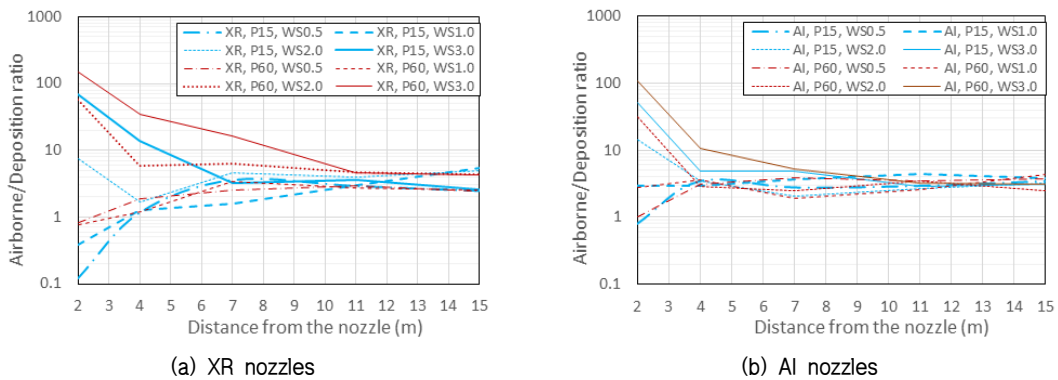 1000
100
10
1
0.1
Airborne/Deposition ratio
XR, P15, WS0.5 XR, P15, WS1.0
XR, P15, WS2.0 XR, P15, WS3.0
XR, P60, WS0.5 XR, P60, WS1.0
XR, P60, WS2.0 XR, P60, WS3.0
2 3 4 5 6 7 8 9 10 11 12 13 14 15
Distance from the nozzle (m)
(a) XR nozzles
1000
100
10
1
0.1
Airborne/Deposition ratio
AI, P15, WS0.5 AI, P15, WS1.0
AI, P15, WS2.0 AI, P15, WS3.0
AI, P60, WS0.5 AI, P60, WS1.0
AI, P60, WS2.0 AI, P60, WS3.0
2 3 4 5 6 7 8 9 10 11 12 13 14 15
Distance from the nozzle (m)
(b) AI nozzles